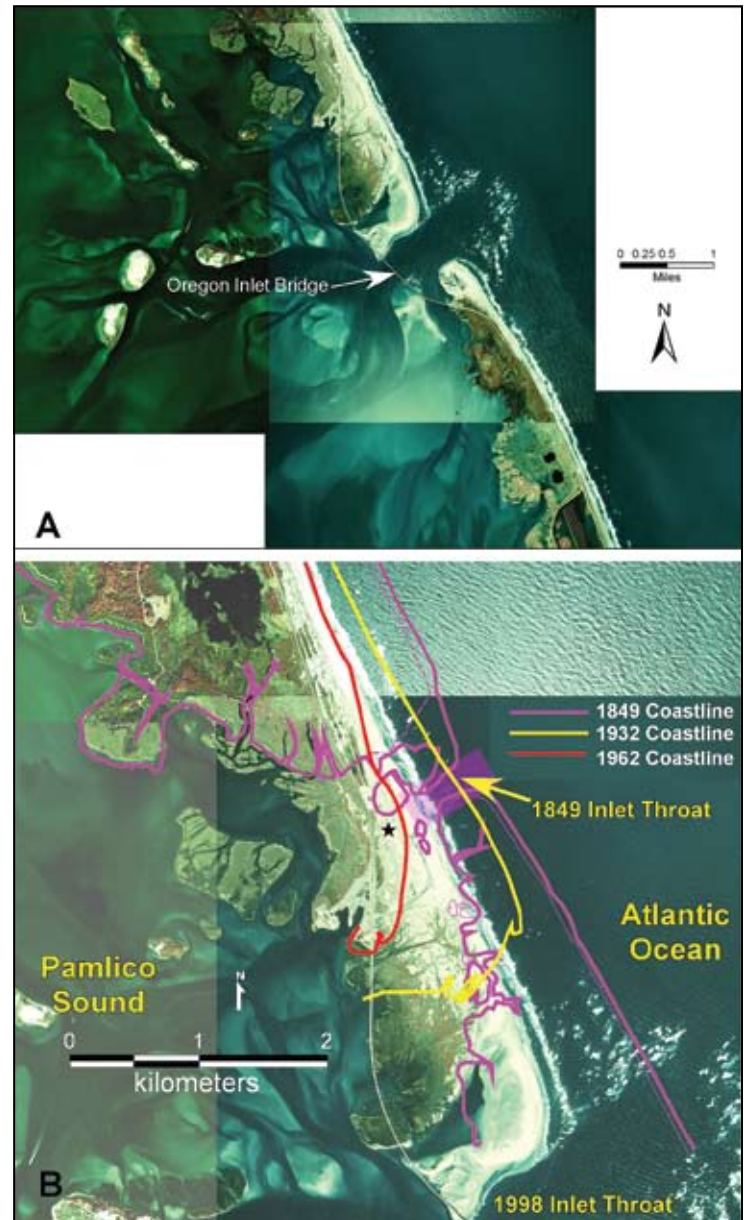 0 0.25 0.5 1
Miles
N
Oregon Inlet Bridge
A
1849 Coastline
1932 Coastline
1962 Coastline
1849 Inlet Throat
Atlantic
Ocean
Pamlico
Sound
N
0 1 2
kilometers
B
1998 Inlet Throat